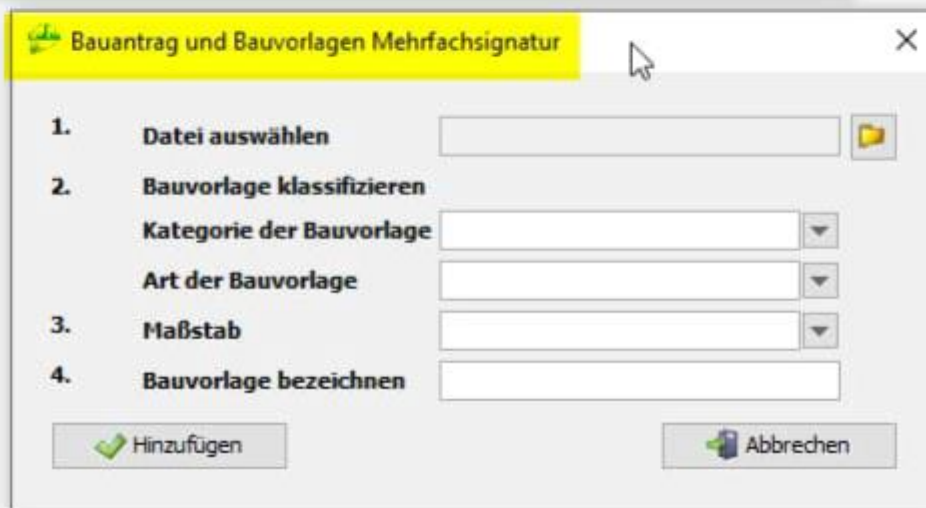 Bauantrag und Bauvorlagen Mehrfachsignatur
1. Datei auswählen
2. Bauvorlage klassifizieren
Kategorie der Bauvorlage
Art der Bauvorlage
3. Maßstab
4. Bauvorlage bezeichnen
Hinzufügen Abbrechen